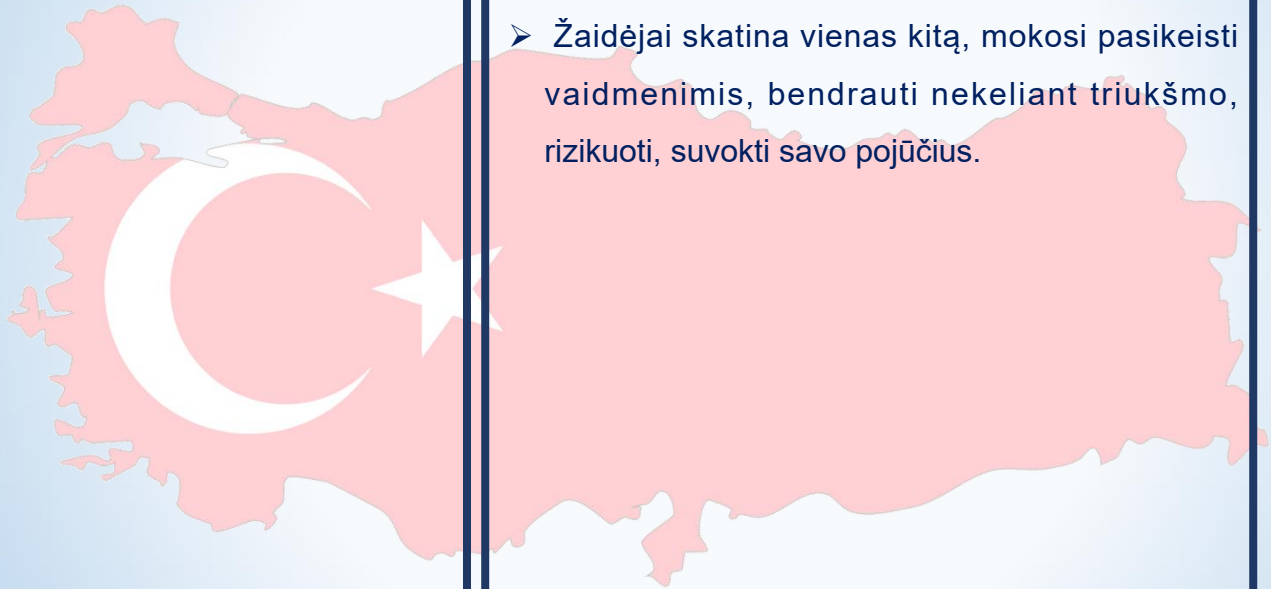 ➢ Žaidėjai skatina vienas kitą, mokosi pasikeisti
vaidmenimis, bendrauti nekeliant triukšmo,
rizikuoti, suvokti savo pojūčius.